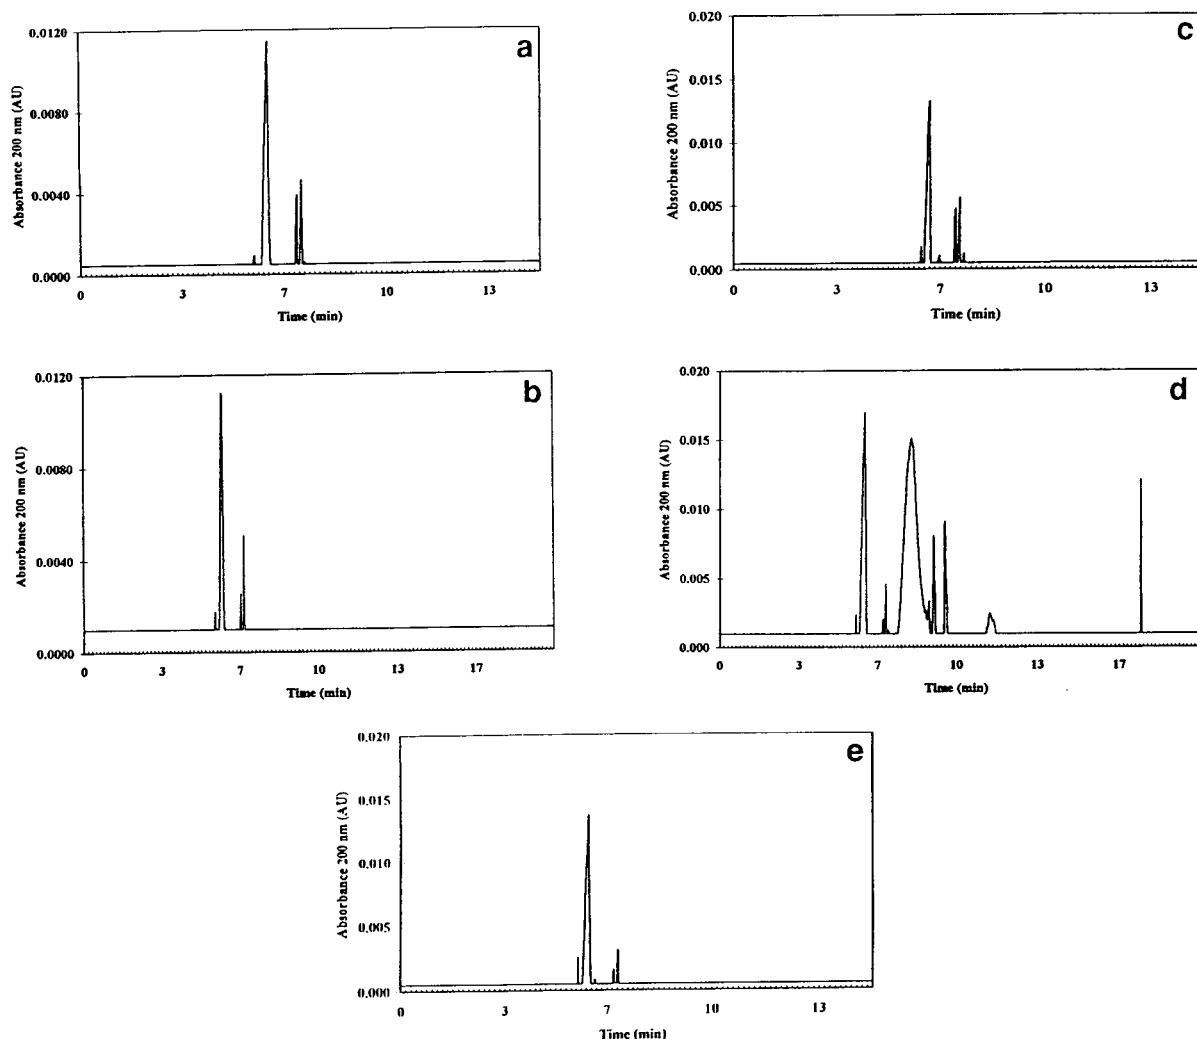 a
Absorbance 200 nm (AU)
0.0120
0.0080
0.0040
0.0000
0 3 7 10 13
Time (min)
c
Absorbance 200 nm (AU)
0.020
0.015
0.010
0.005
0.000
0 3 7 10 13
Time (min)
b
Absorbance 200 nm (AU)
0.0120
0.0080
0.0040
0.0000
0 3 7 10 13 17
Time (min)
d
Absorbance 200 nm (AU)
0.020
0.015
0.010
0.005
0.000
0 3 7 10 13 17
Time (min)
e
Absorbance 200 nm (AU)
0.020
0.015
0.010
0.005
0.000
0 3 7 10 13
Time (min)